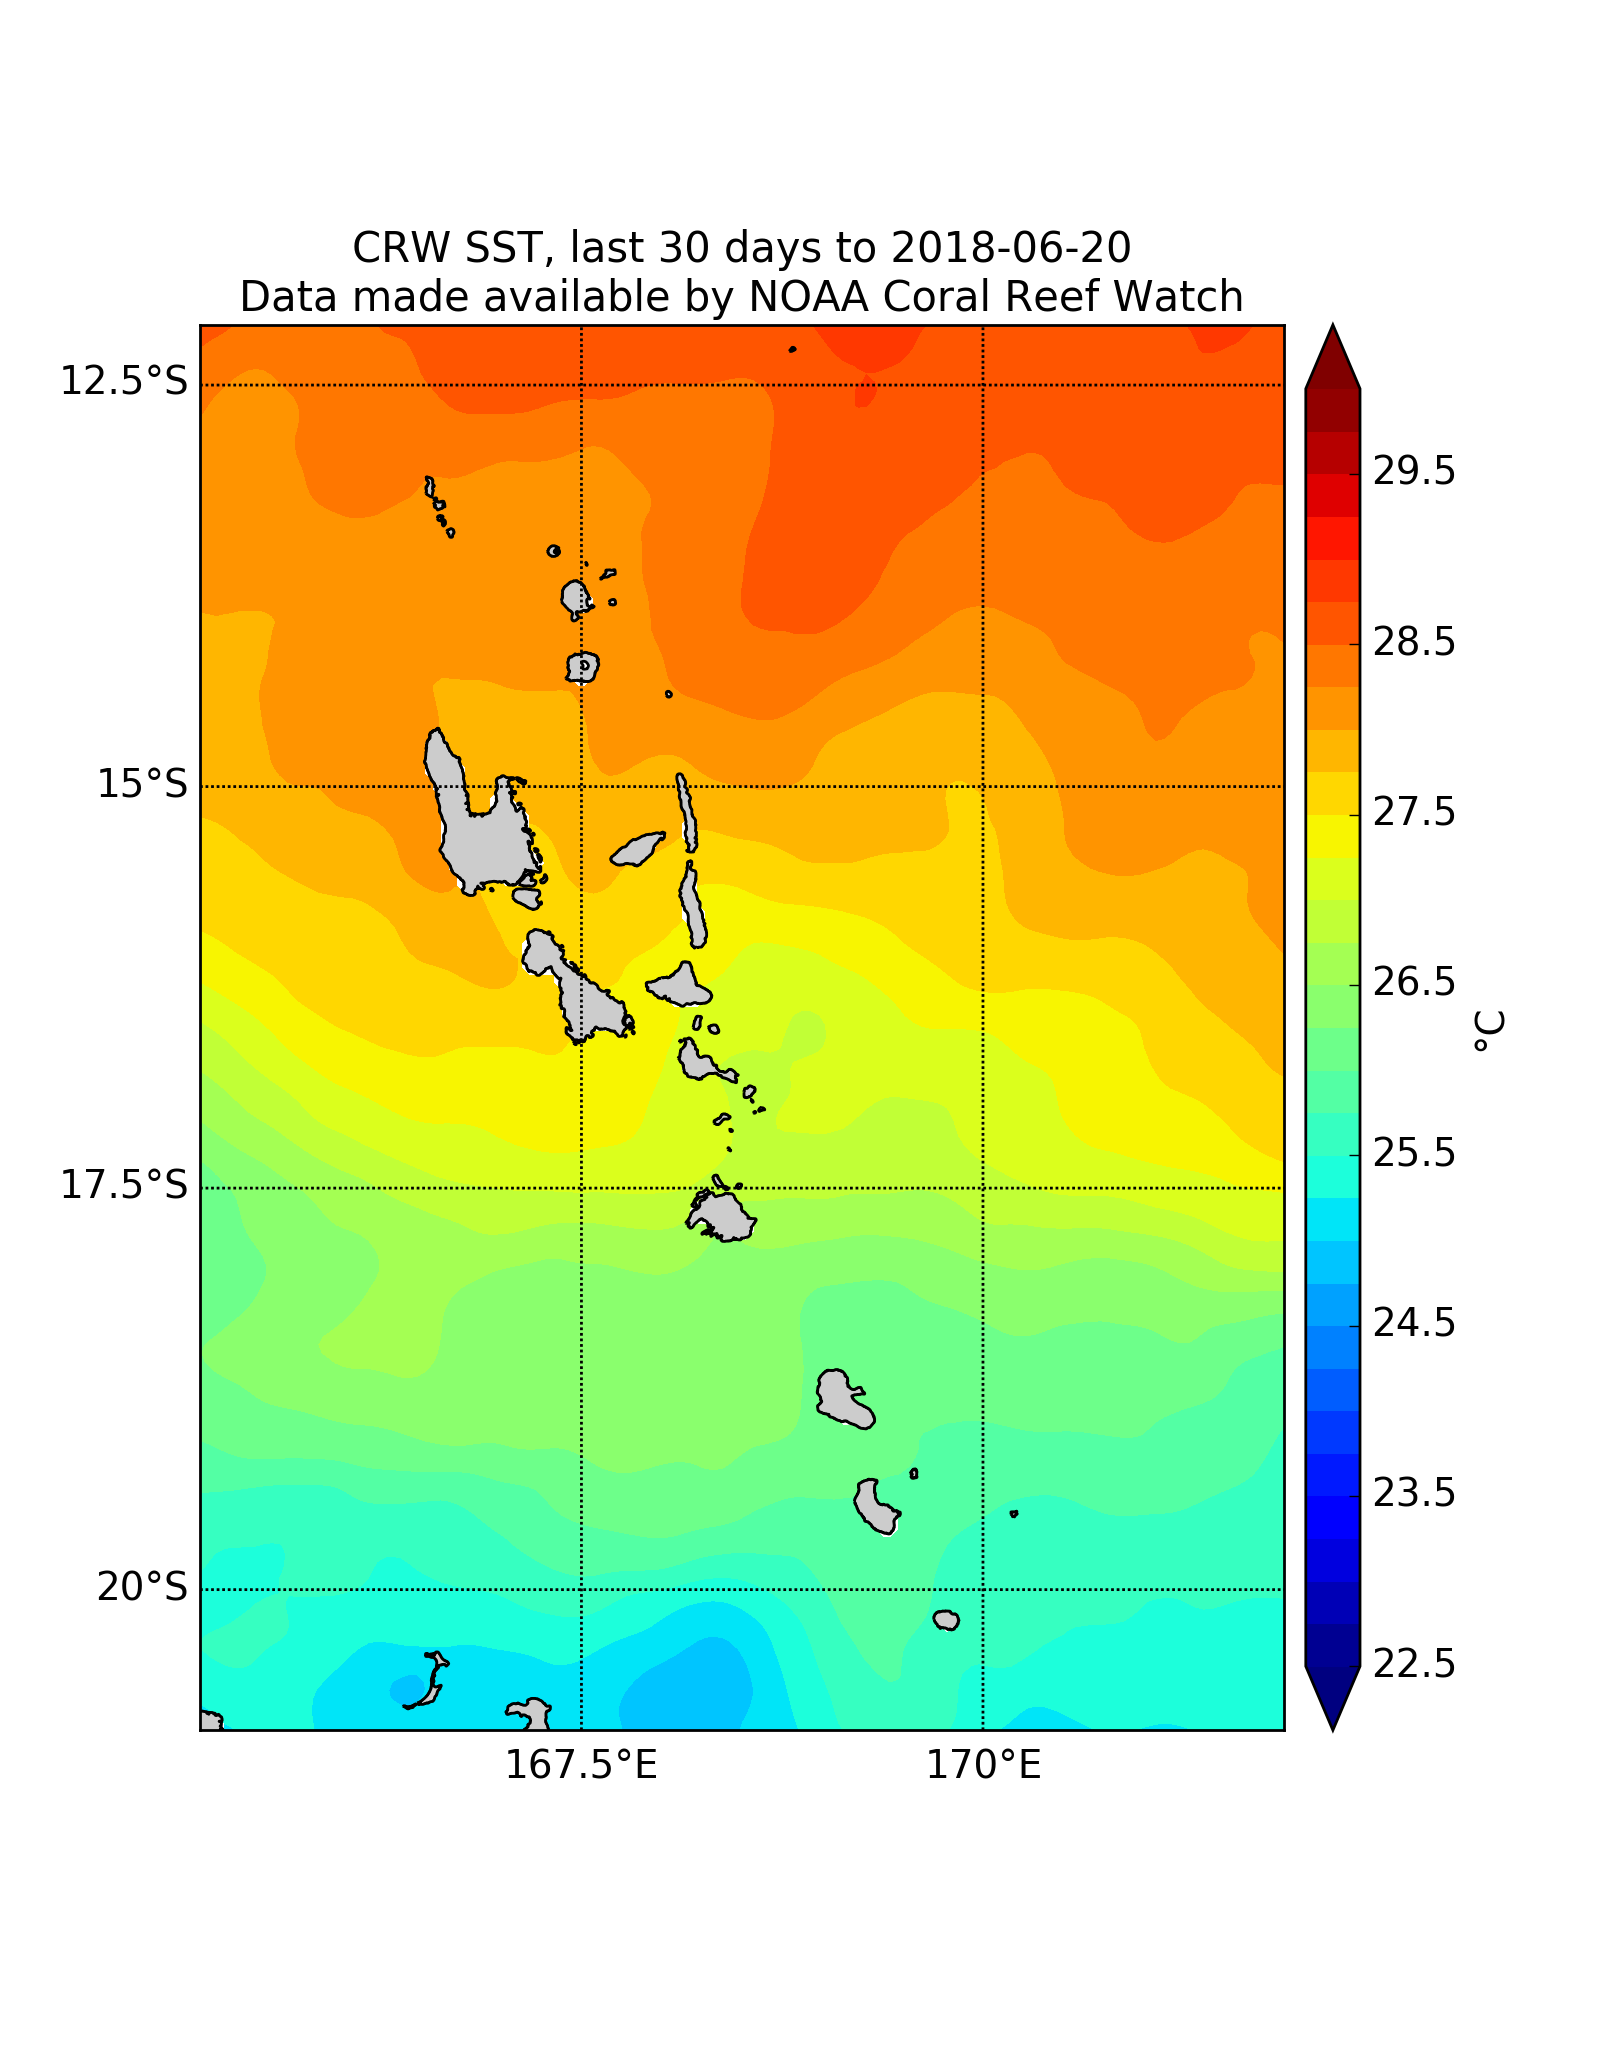 CRW SST, last 30 days to 2018-06-20
Data made available by NOAA Coral Reef Watch
12.5°S
15°S
17.5°S
20°S
167.5°E
170°E
29.5
28.5
27.5
26.5
25.5
24.5
23.5
22.5
°C